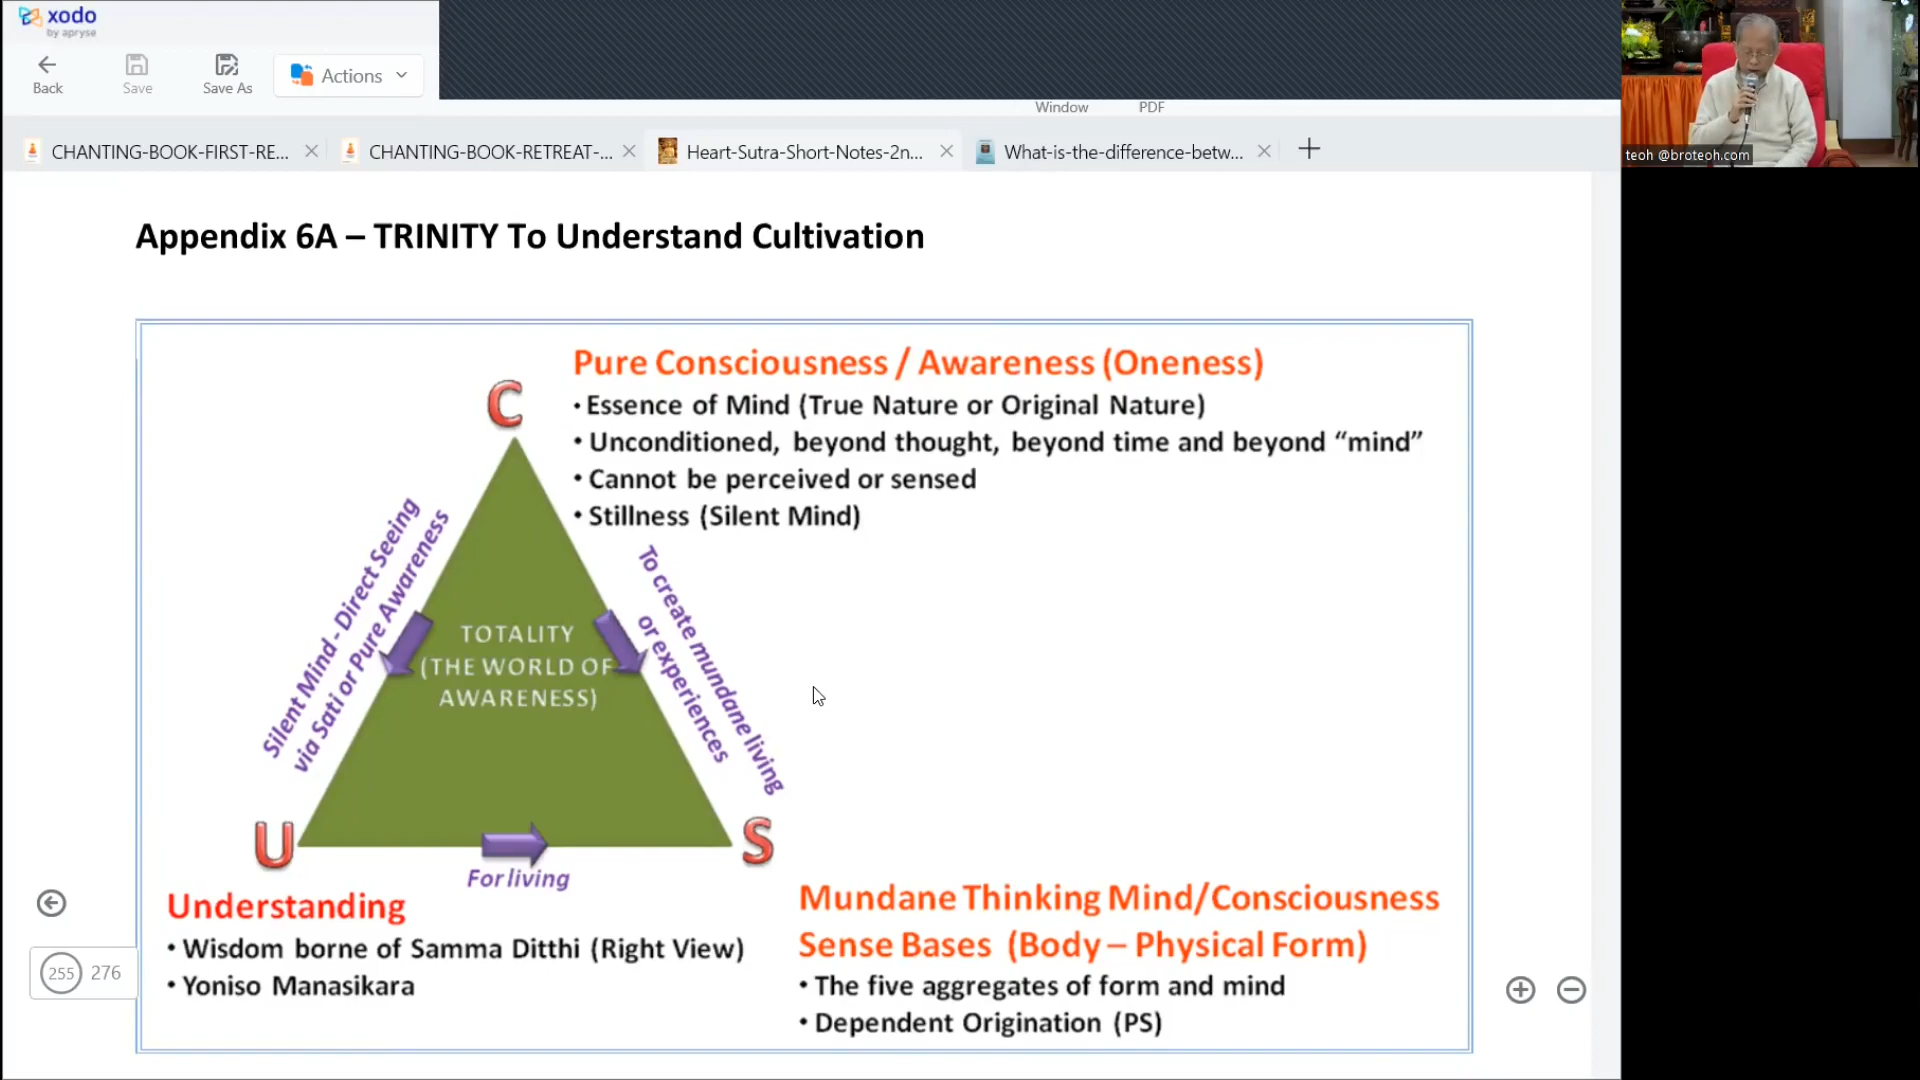 xodo
by apryse
Back
Save
Save As
Actions
Window
PDF
CHANTING-BOOK-FIRST-RE...
CHANTING-BOOK-RETREAT-...
Heart-Sutra-Short-Notes-2n...
What-is-the-difference-betw...
teoh @broteoh.com
Appendix 6A – TRINITY To Understand Cultivation
C
Pure Consciousness / Awareness (Oneness)
• Essence of Mind (True Nature or Original Nature)
• Unconditioned, beyond thought, beyond time and beyond “mind”
• Cannot be perceived or sensed
• Stillness (Silent Mind)
Silent Mind - Direct Seeing
via Sati or Pure Awareness
To create mundane living
or experiences
TOTALITY
(THE WORLD OF
AWARENESS)
U
S
For living
Understanding
• Wisdom borne of Samma Ditthi (Right View)
• Yoniso Manasikara
Mundane Thinking Mind/Consciousness
Sense Bases (Body – Physical Form)
• The five aggregates of form and mind
• Dependent Origination (PS)
255
276